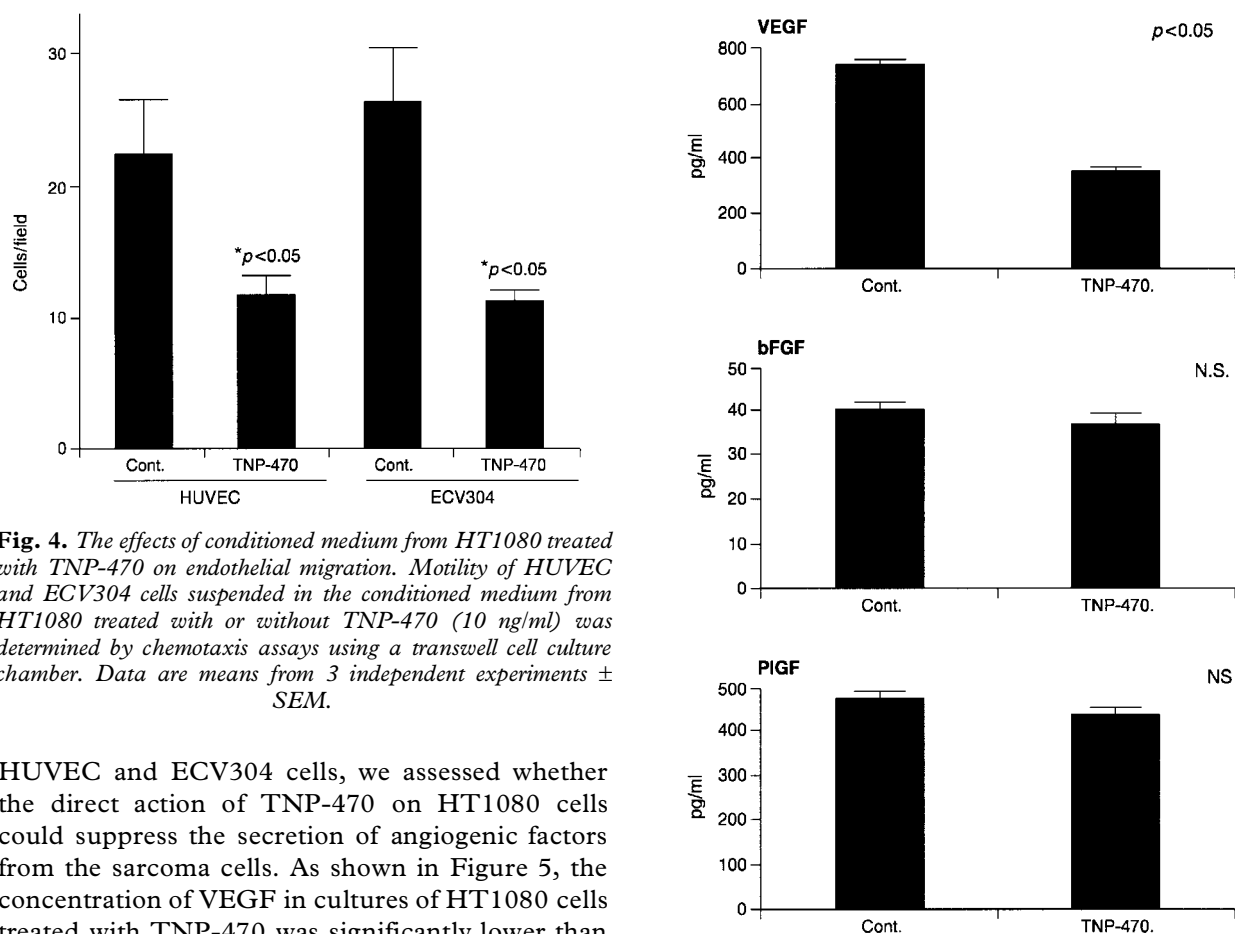 30
20
10
0
Cells/field
*p<0.05
*p<0.05
Cont.
TNP-470
Cont.
TNP-470
HUVEC
ECV304
Fig. 4. The effects of conditioned medium from HT1080 treated
with TNP-470 on endothelial migration. Motility of HUVEC
and ECV304 cells suspended in the conditioned medium from
HT1080 treated with or without TNP-470 (10 ng/ml) was
determined by chemotaxis assays using a transwell cell culture
chamber. Data are means from 3 independent experiments ±
SEM.
HUVEC and ECV304 cells, we assessed whether
the direct action of TNP-470 on HT1080 cells
could suppress the secretion of angiogenic factors
from the sarcoma cells. As shown in Figure 5, the
concentration of VEGF in cultures of HT1080 cells
treated with TNP-470 was significantly lower than
VEGF
p<0.05
800
600
400
200
0
pg/ml
Cont.
TNP-470.
bFGF
N.S.
50
40
30
20
10
0
pg/ml
Cont.
TNP-470.
PlGF
NS
500
400
300
200
100
0
pg/ml
Cont.
TNP-470.